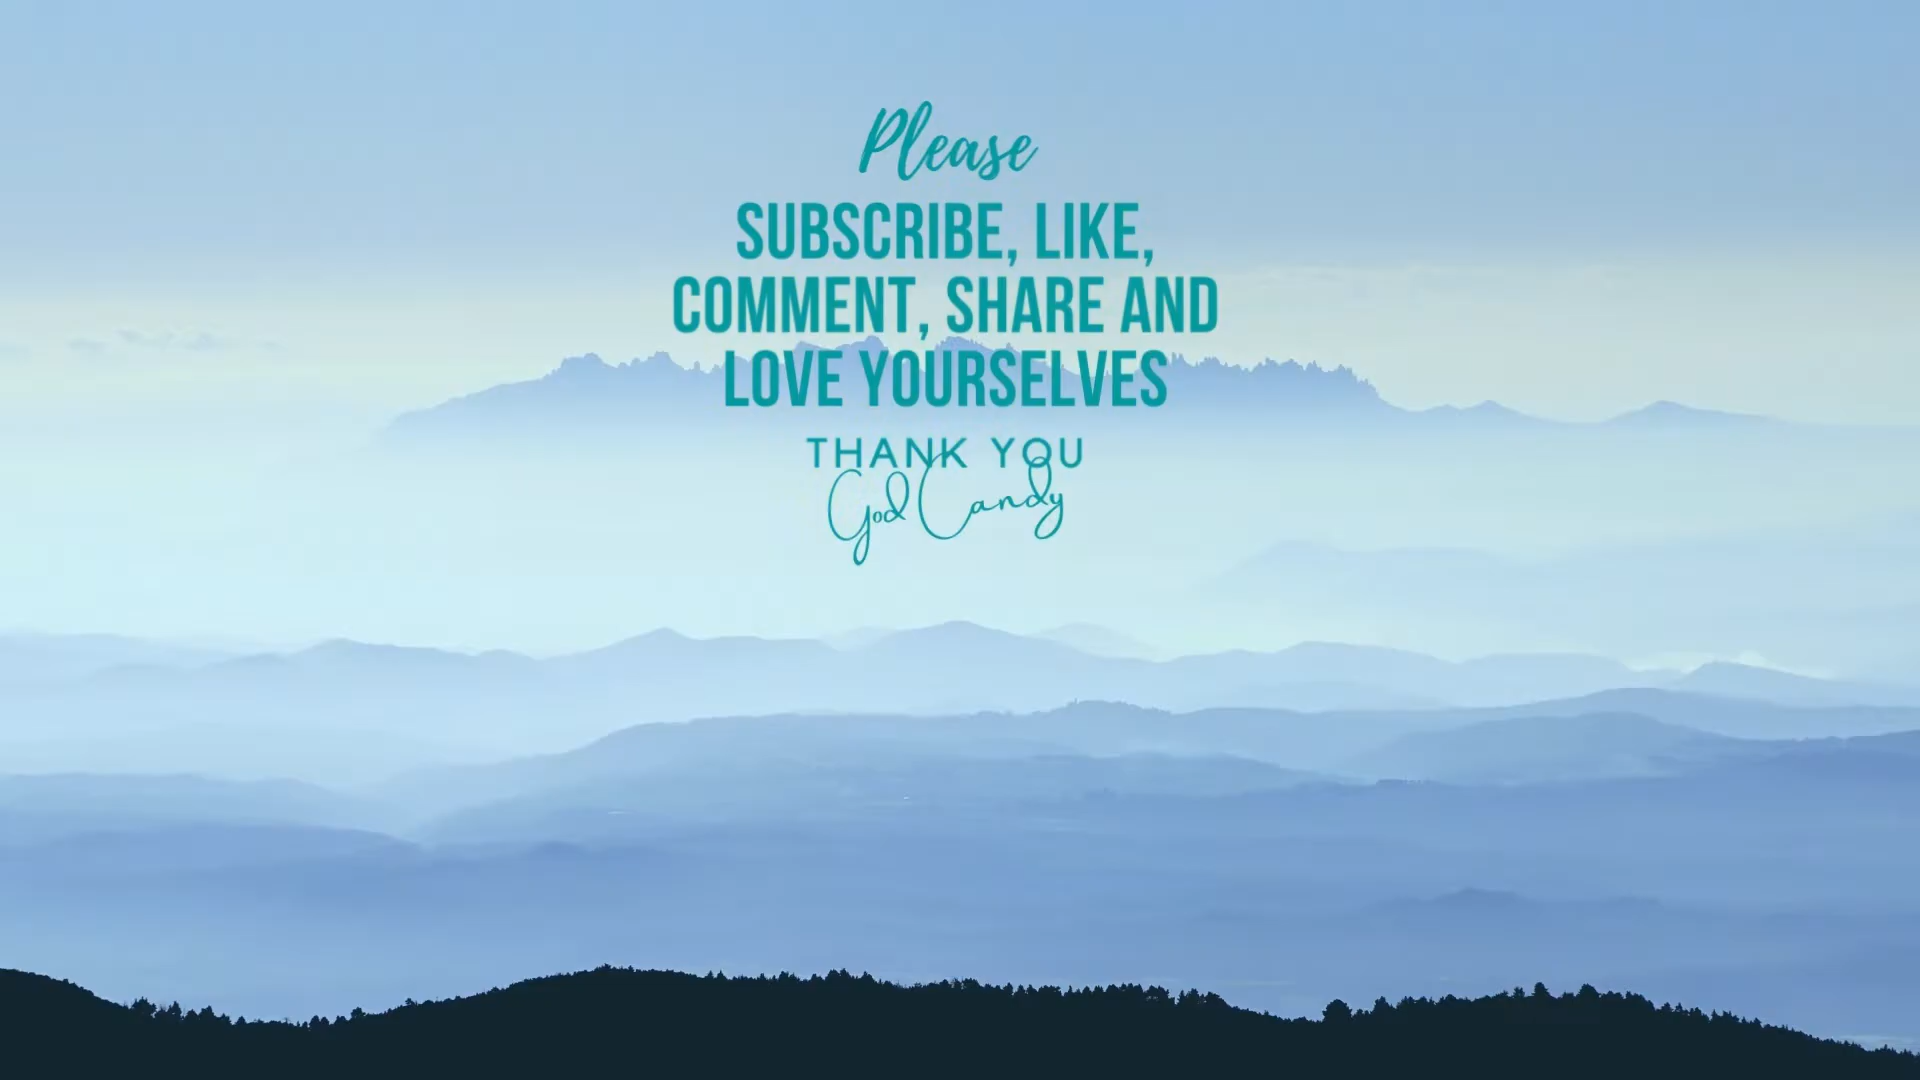 Please
SUBSCRIBE, LIKE,
COMMENT, SHARE AND
LOVE YOURSELVES
THANK YOU
God Candy